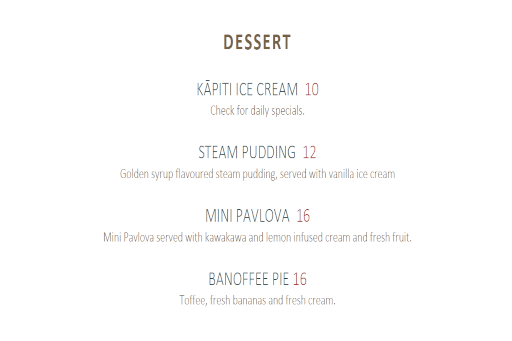 DESSERT
KĀPITI ICE CREAM 10
Check for daily specials.
STEAM PUDDING 12
Golden syrup flavoured steam pudding, served with vanilla ice cream
MINI PAVLOVA 16
Mini Pavlova served with kawakawa and lemon infused cream and fresh fruit.
BANOFFEE PIE 16
Toffee, fresh bananas and fresh cream.